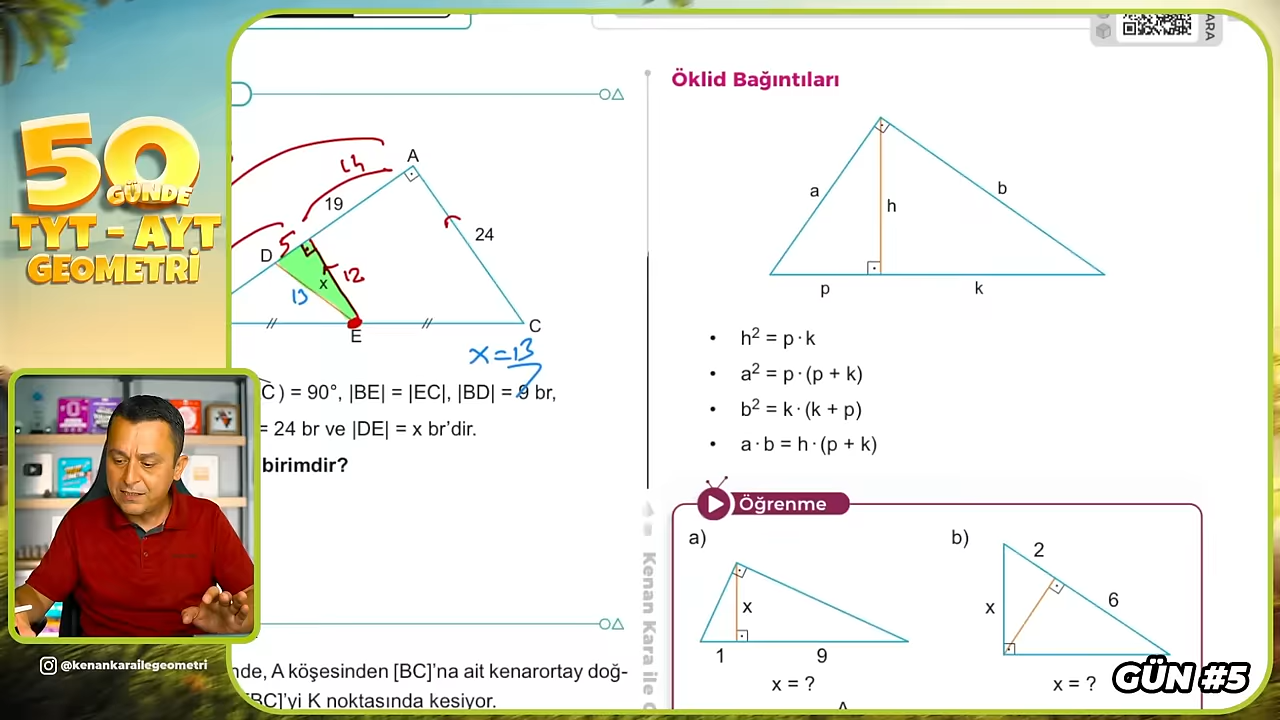 50
GÜNDE
TYT - AYT
GEOMETRİ
@kenankarailegeometri
A
14
19
24
D
5
12
x
13
E
C
x = 13
C ) = 90°, |BE| = |EC|, |BD| = 9 br,
= 24 br ve |DE| = x br'dir.
birimdir?
nde, A köşesinden [BC]'na ait kenarortay doğ-
BC]'yi K noktasında kesiyor.
Kenan Kara ile
ARA
Öklid Bağıntıları
a
h
b
p
k
• h² = p · k
• a² = p · (p + k)
• b² = k · (k + p)
• a · b = h · (p + k)
Öğrenme
a)
x
1
9
x = ?
b)
2
x
6
x = ?
A
GÜN #5